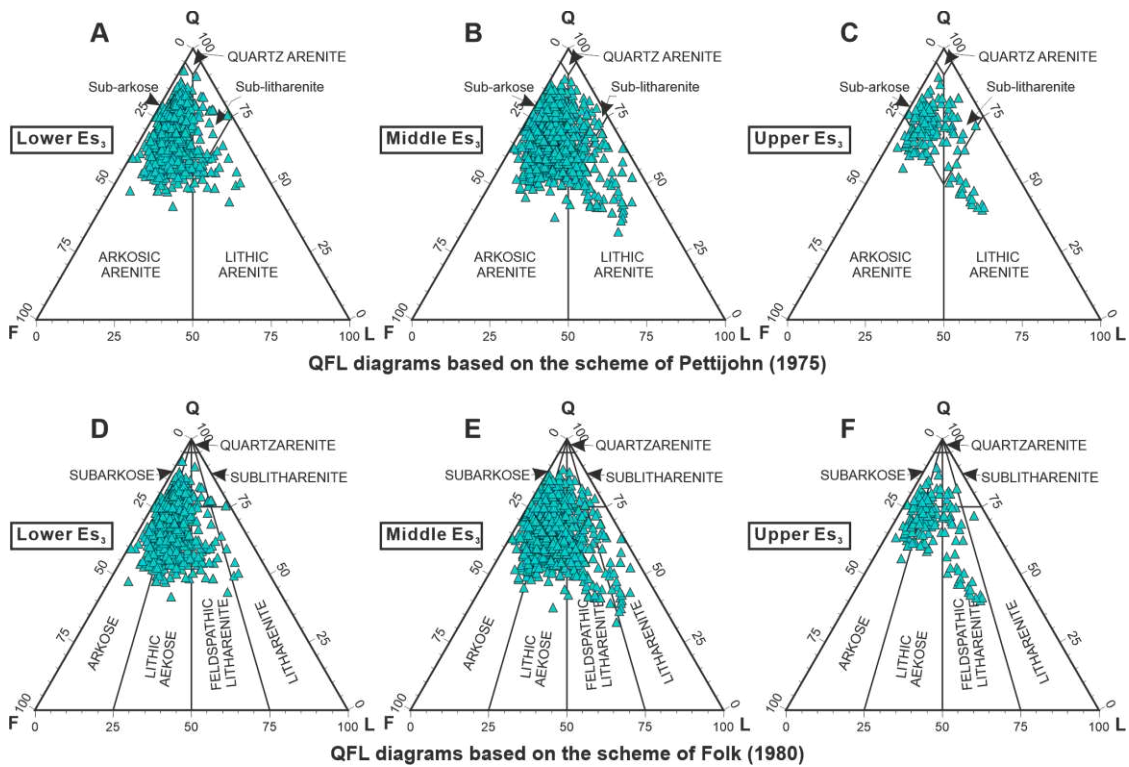 A
Q
0
100
QUARTZ ARENITE
Sub-arkose
Sub-litharenite
25
75
Lower Es3
50
50
75
25
ARKOSIC
ARENITE
LITHIC
ARENITE
100
0
F
0
25
50
75
100
L
B
Q
0
100
QUARTZ ARENITE
Sub-arkose
Sub-litharenite
25
75
Middle Es3
50
50
75
25
ARKOSIC
ARENITE
LITHIC
ARENITE
100
0
F
0
25
50
75
100
L
C
Q
0
100
QUARTZ ARENITE
Sub-arkose
Sub-litharenite
25
75
Upper Es3
50
50
75
25
ARKOSIC
ARENITE
LITHIC
ARENITE
100
0
F
0
25
50
75
100
L
QFL diagrams based on the scheme of Pettijohn (1975)
D
Q
0
100
QUARTZARENITE
SUBARKOSE
SUBLITHARENITE
25
75
Lower Es3
50
50
75
25
ARKOSE
LITHIC
AEKOSE
FELDSPATHIC
LITHARENITE
LITHARENITE
100
0
F
0
25
50
75
100
L
E
Q
0
100
QUARTZARENITE
SUBARKOSE
SUBLITHARENITE
25
75
Middle Es3
50
50
75
25
ARKOSE
LITHIC
AEKOSE
FELDSPATHIC
LITHARENITE
LITHARENITE
100
0
F
0
25
50
75
100
L
F
Q
0
100
QUARTZARENITE
SUBARKOSE
SUBLITHARENITE
25
75
Upper Es3
50
50
75
25
ARKOSE
LITHIC
AEKOSE
FELDSPATHIC
LITHARENITE
LITHARENITE
100
0
F
0
25
50
75
100
L
QFL diagrams based on the scheme of Folk (1980)